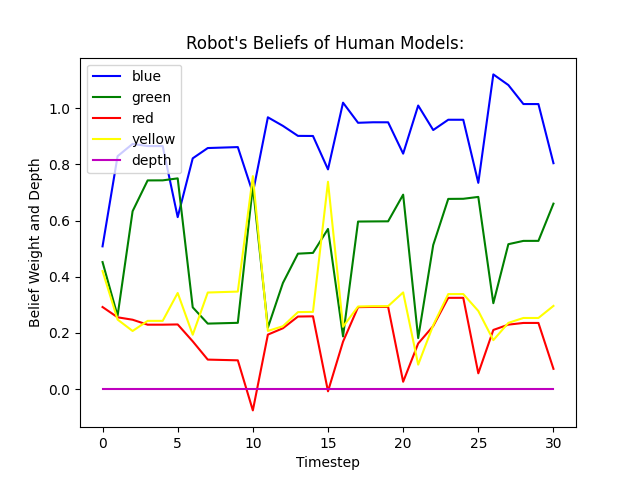 Robot's Beliefs of Human Models:
blue
green
red
yellow
depth
Belief Weight and Depth
1.0
0.8
0.6
0.4
0.2
0.0
0 5 10 15 20 25 30
Timestep